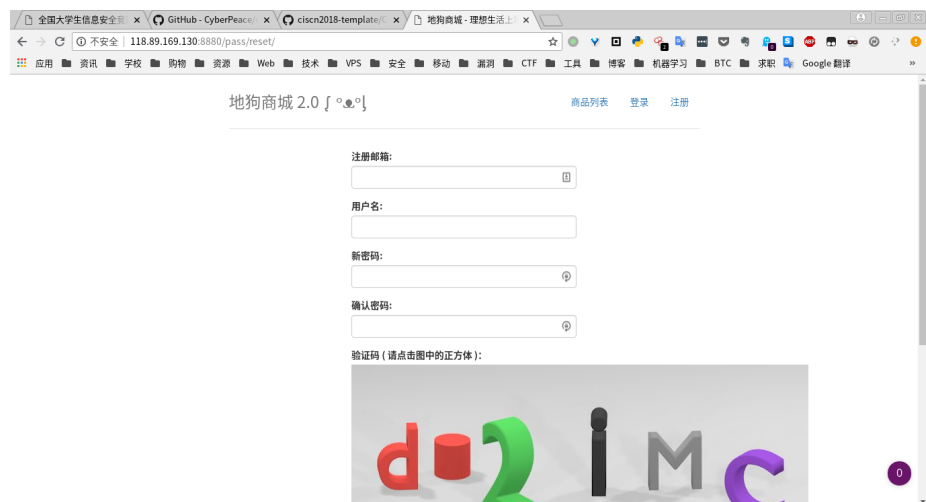 全国大学生信息安全竞
GitHub - CyberPeace/
ciscn2018-template/C
地狗商城 - 理想生活上
不安全 | 118.89.169.130:8880/pass/reset/
应用 资讯 学校 购物 资源 Web 技术 VPS 安全 移动 漏洞 CTF 工具 博客 机器学习 BTC 求职 Google 翻译 »
地狗商城 2.0
商品列表 登录 注册
注册邮箱:
用户名:
新密码:
确认密码:
验证码 ( 请点击图中的正方体 ):
d 2 i M C
0